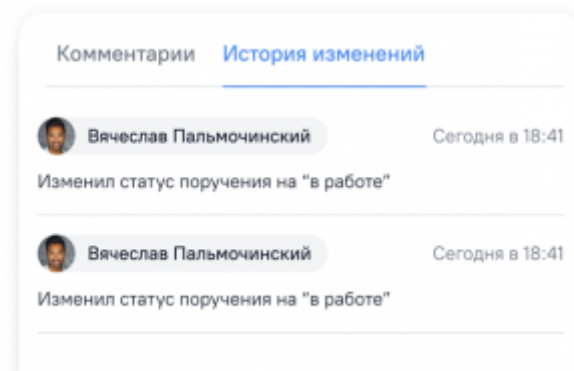 Комментарии История изменений
Вячеслав Пальмочинский Сегодня в 18:41
Изменил статус поручения на "в работе"
Вячеслав Пальмочинский Сегодня в 18:41
Изменил статус поручения на "в работе"